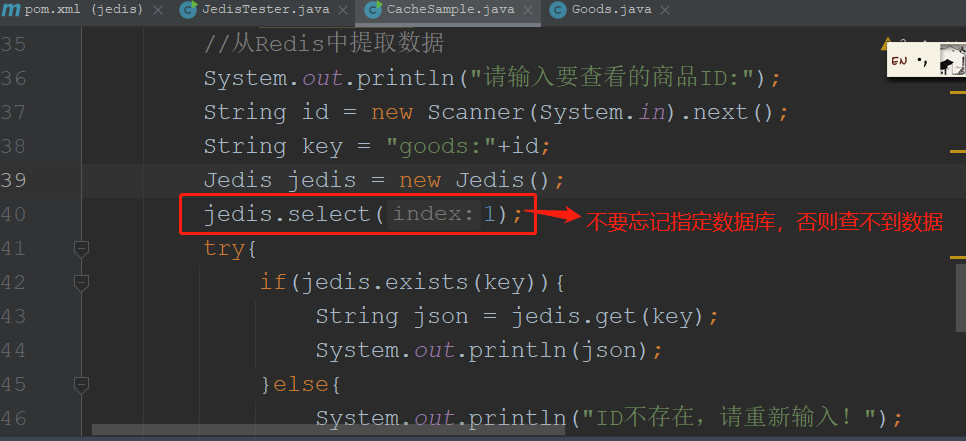 pom.xml (jedis) × JedisTester.java × CacheSample.java × Goods.java ×
35 //从Redis中提取数据
EN
36 System.out.println("请输入要查看的商品ID:");
37 String id = new Scanner(System.in).next();
38 String key = "goods:"+id;
39 Jedis jedis = new Jedis();
40 jedis.select( index: 1); 不要忘记指定数据库，否则查不到数据
41 try{
42 if(jedis.exists(key)){
43 String json = jedis.get(key);
44 System.out.println(json);
45 }else{
46 System.out.println("ID不存在，请重新输入！");